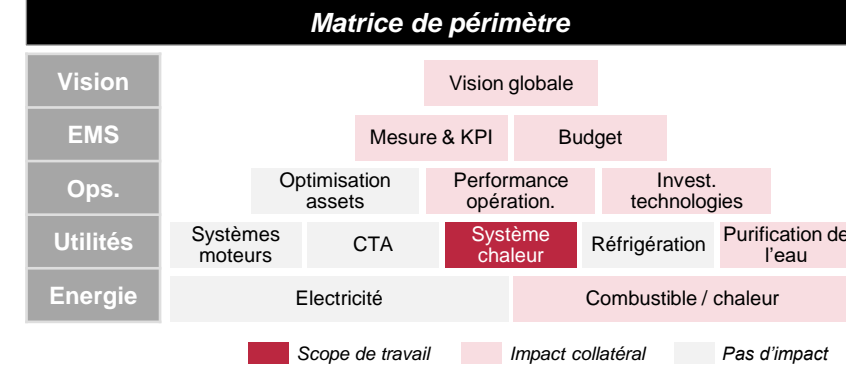 Matrice de périmètre
Vision
Vision globale
EMS
Mesure & KPI
Budget
Ops.
Optimisation
assets
Performance
opération.
Invest.
technologies
Utilités
Systèmes
moteurs
CTA
Système
chaleur
Réfrigération
Purification de
l'eau
Energie
Electricité
Combustible / chaleur
Scope de travail
Impact collatéral
Pas d'impact